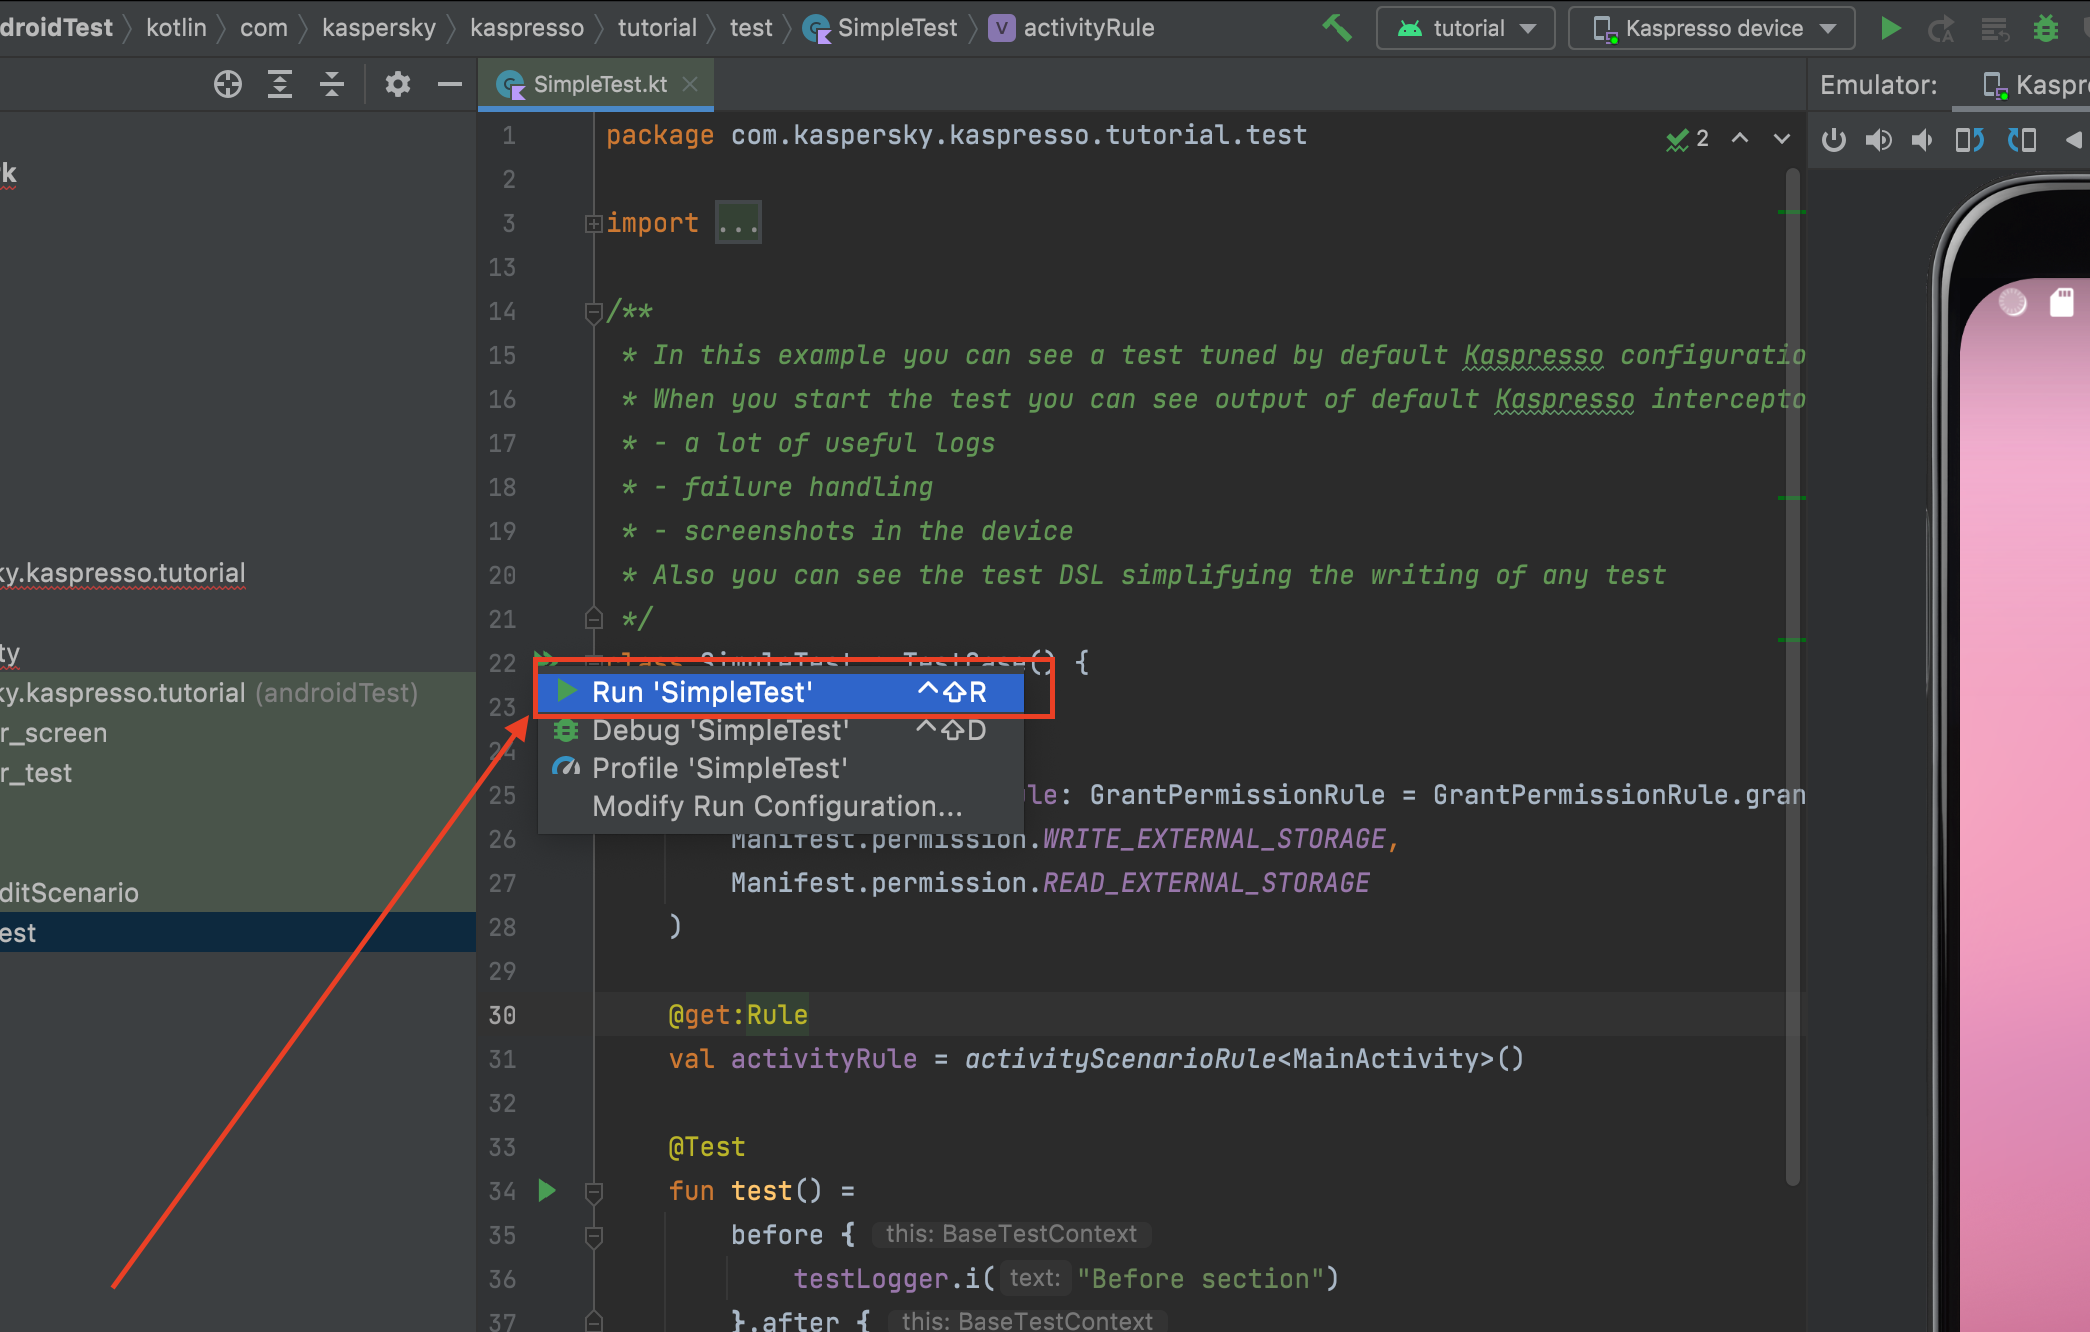 droidTest kotlin com kaspersky kaspresso tutorial test SimpleTest V activityRule tutorial Kaspresso device
SimpleTest.kt Emulator: Kaspr
k
ky.kaspresso.tutorial
ty
ky.kaspresso.tutorial (androidTest)
r_screen
r_test
ditScenario
est
2
1 package com.kaspersky.kaspresso.tutorial.test
2
3 import ...
13
14 /**
15 * In this example you can see a test tuned by default Kaspresso configuratio
16 * When you start the test you can see output of default Kaspresso intercepto
17 * - a lot of useful logs
18 * - failure handling
19 * - screenshots in the device
20 * Also you can see the test DSL simplifying the writing of any test
21 */
22 class SimpleTest : TestCase() {
23
24
25 le: GrantPermissionRule = GrantPermissionRule.gran
26 Manifest.permission.WRITE_EXTERNAL_STORAGE,
27 Manifest.permission.READ_EXTERNAL_STORAGE
28 )
29
30 @get:Rule
31 val activityRule = activityScenarioRule<MainActivity>()
32
33 @Test
34 fun test() =
35 before { this: BaseTestContext
36 testLogger.i( text: "Before section")
37 }.after { this: BaseTestContext
Run 'SimpleTest' ^⇧R
Debug 'SimpleTest' ^⇧D
Profile 'SimpleTest'
Modify Run Configuration...